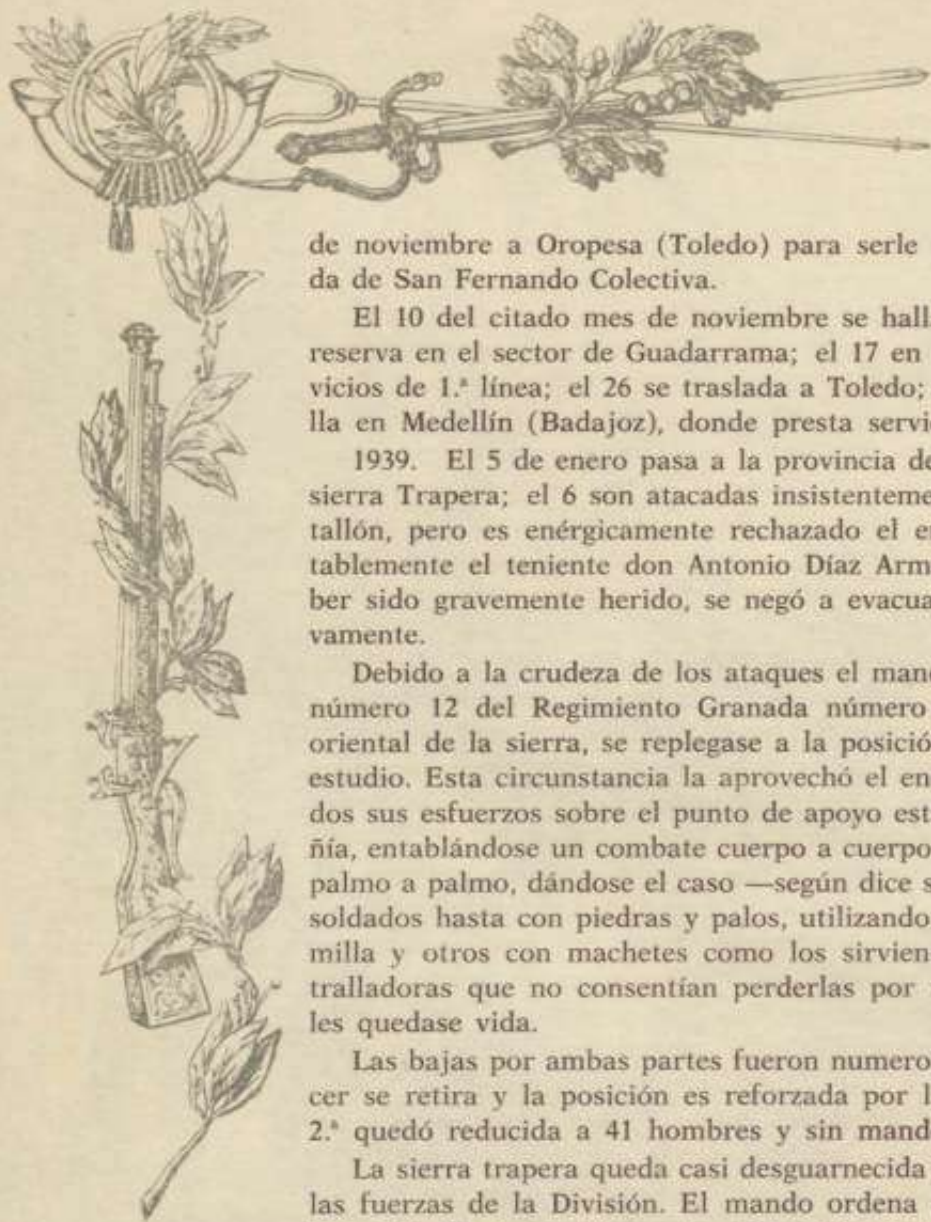 de noviembre a Oropesa (Toledo) para serle
da de San Fernando Colectiva.
El 10 del citado mes de noviembre se hall
reserva en el sector de Guadarrama; el 17 en
vicios de 1.ª línea; el 26 se traslada a Toledo;
lla en Medellín (Badajoz), donde presta servi
1939. El 5 de enero pasa a la provincia de
sierra Trapera; el 6 son atacadas insistenteme
tallón, pero es enérgicamente rechazado el e
tablemente el teniente don Antonio Díaz Arm
ber sido gravemente herido, se negó a evacua
vamente.
Debido a la crudeza de los ataques el mand
número 12 del Regimiento Granada número
oriental de la sierra, se replegase a la posició
estudio. Esta circunstancia la aprovechó el en
dos sus esfuerzos sobre el punto de apoyo est
ñía, entablándose un combate cuerpo a cuerpo
palmo a palmo, dándose el caso —según dice s
soldados hasta con piedras y palos, utilizando
milla y otros con machetes como los sirvien
tralladoras que no consentían perderlas por
les quedase vida.
Las bajas por ambas partes fueron numero
cer se retira y la posición es reforzada por l
2.ª quedó reducida a 41 hombres y sin mand
La sierra trapera queda casi desguarnecida
las fuerzas de la División. El mando ordena